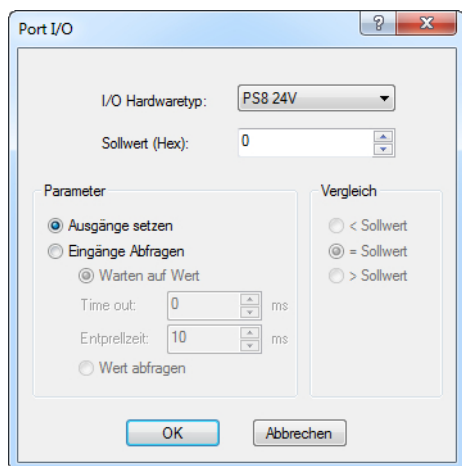 Port I/O
I/O Hardwaretyp: PS8 24V
Sollwert (Hex): 0
Parameter
Ausgänge setzen
Eingänge Abfragen
Warten auf Wert
Time out: 0 ms
Entprellzeit: 10 ms
Wert abfragen
Vergleich
< Sollwert
= Sollwert
> Sollwert
OK Abbrechen